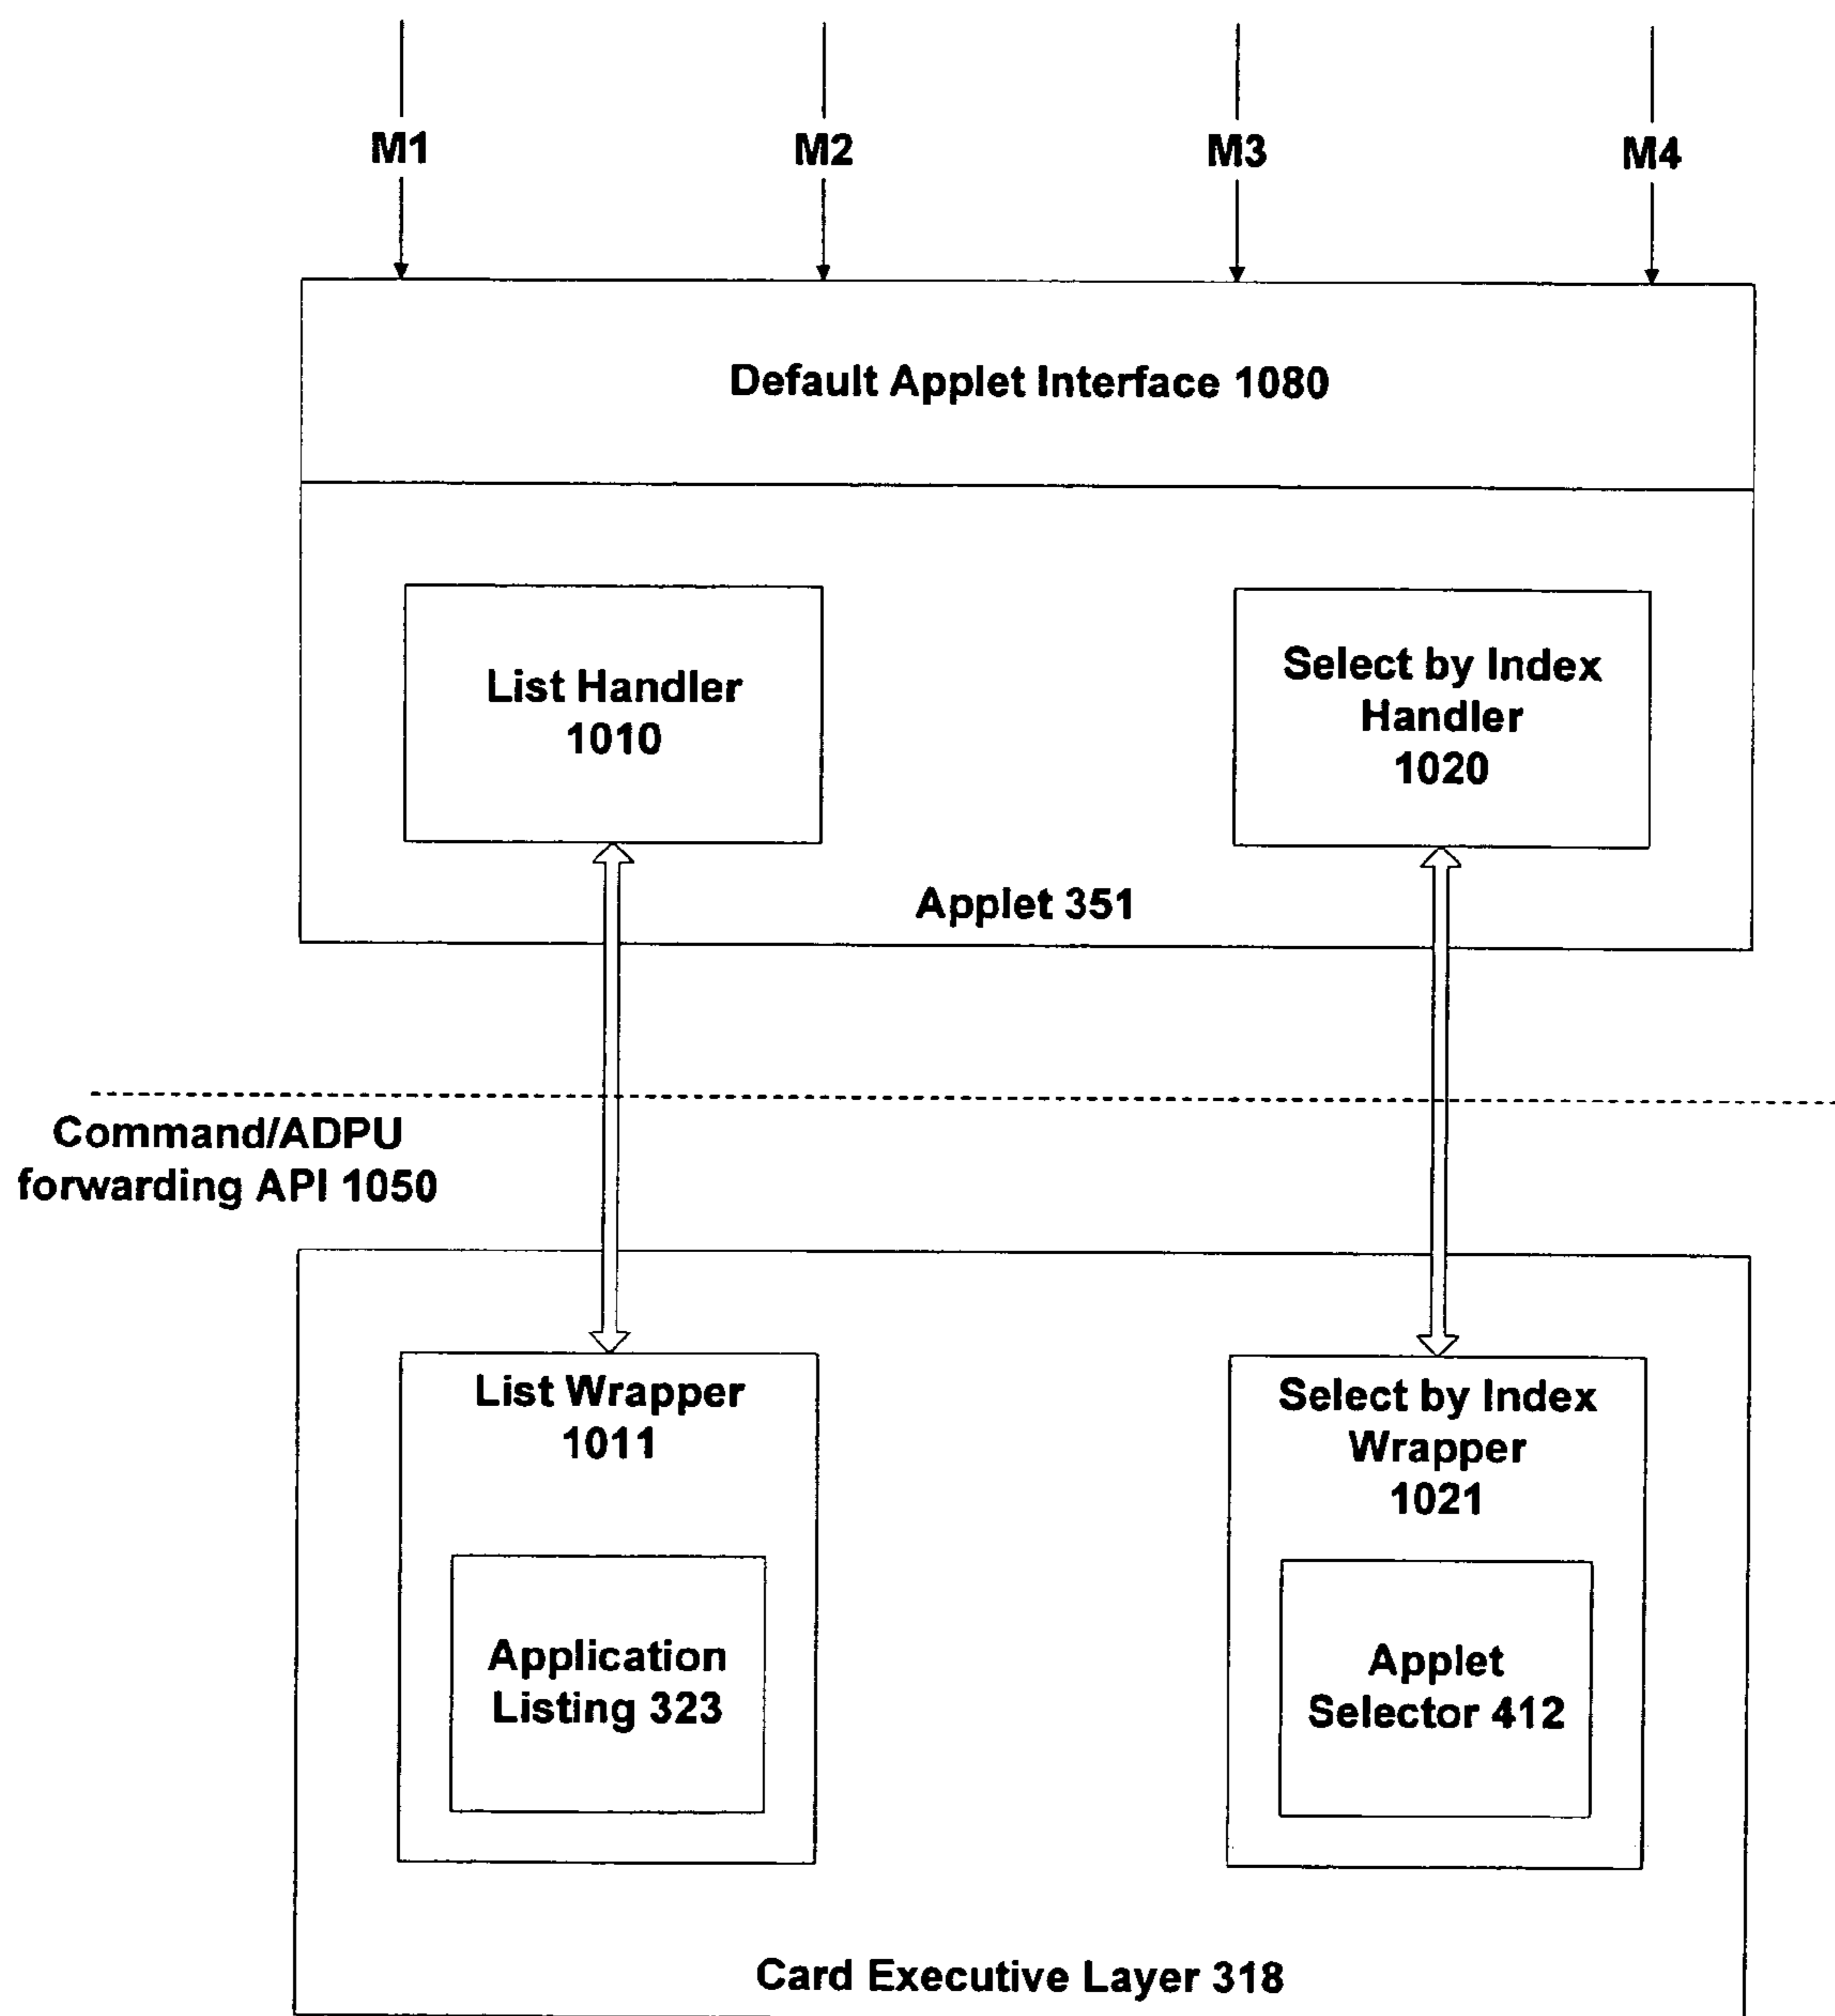 M1
M2
M3
M4
Default Applet Interface 1080
List Handler
1010
Select by Index
Handler
1020
Applet 351
Command/ADPU
forwarding API 1050
List Wrapper
1011
Select by Index
Wrapper
1021
Application
Listing 323
Applet
Selector 412
Card Executive Layer 318